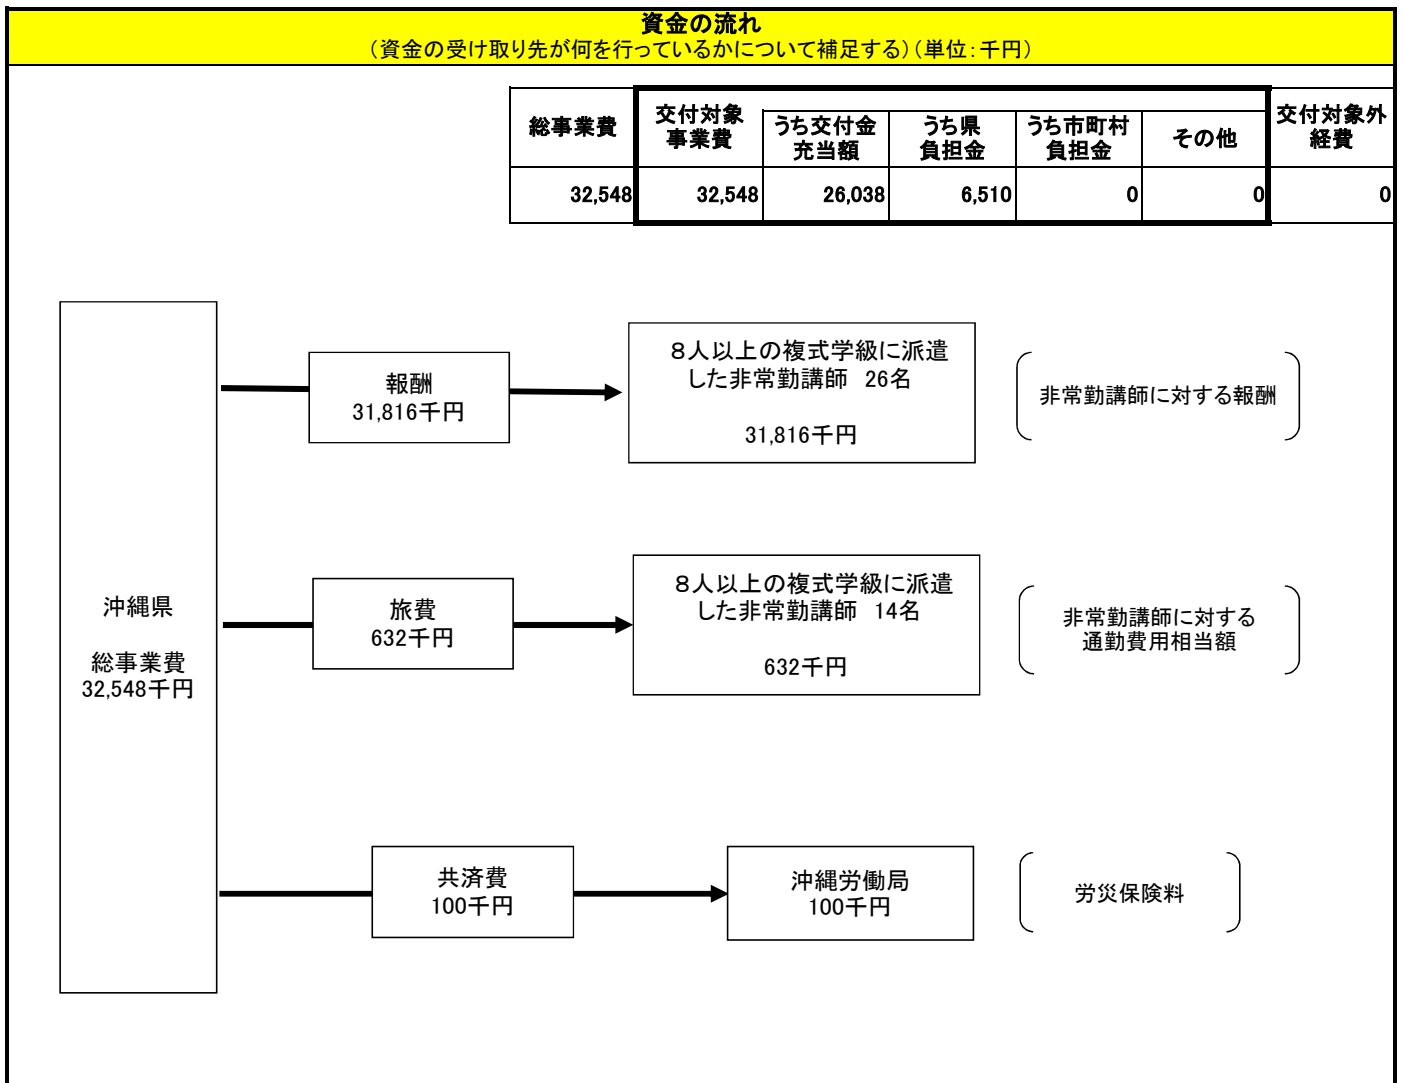 資金の流れ
（資金の受け取り先が何を行っているかについて補足する）（単位：千円）
総事業費
交付対象
事業費
うち交付金
充当額
うち県
負担金
うち市町村
負担金
その他
交付対象外
経費
32,548 32,548 26,038 6,510 0 0 0
沖縄県
総事業費
32,548千円
報酬
31,816千円
８人以上の複式学級に派遣
した非常勤講師 26名
31,816千円
非常勤講師に対する報酬
旅費
632千円
８人以上の複式学級に派遣
した非常勤講師 14名
632千円
非常勤講師に対する
通勤費用相当額
共済費
100千円
沖縄労働局
100千円
労災保険料